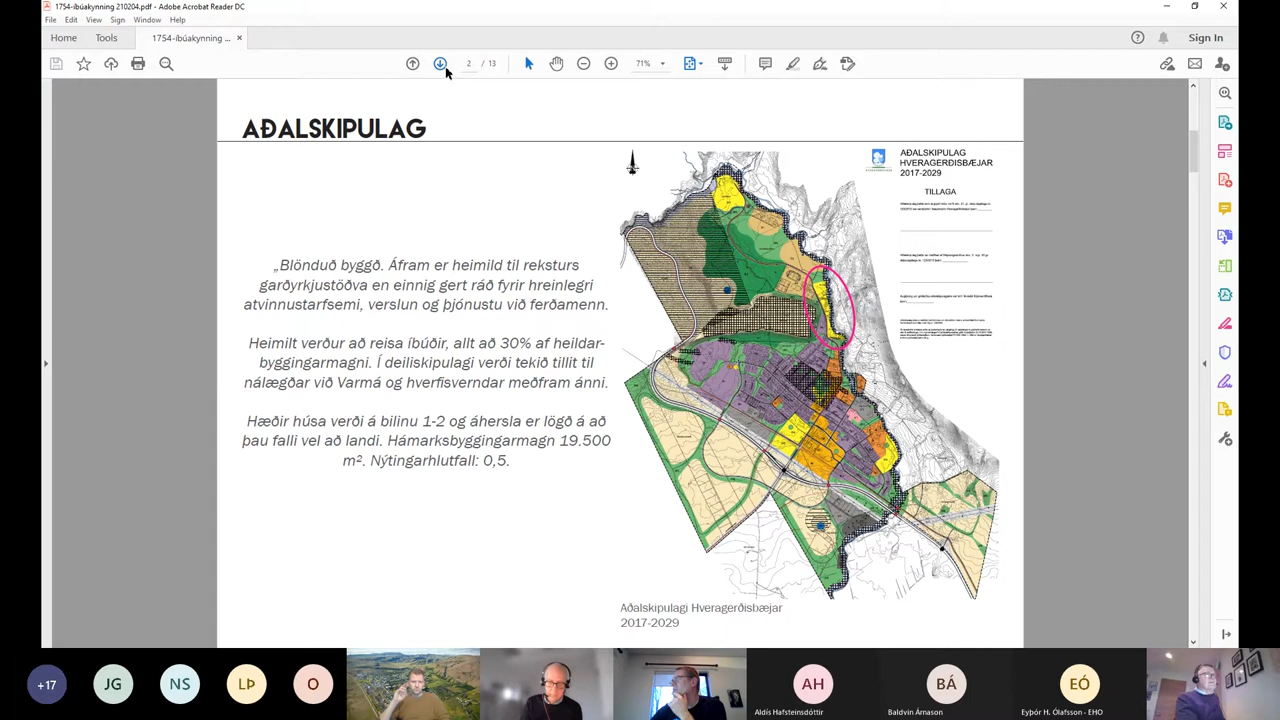 1754-íbúakynning 210204.pdf - Adobe Acrobat Reader DC
File Edit View Sign Window Help
Home Tools 1754-íbúakynning ... ×
Sign In
2 / 13
71%
AÐALSKIPULAG
AÐALSKIPULAG
HVERAGERÐISBÆJAR
2017-2029
TILLAGA
„Blönduð byggð. Áfram er heimild til reksturs
garðyrkjustöðva en einnig gert ráð fyrir hreinlegri
atvinnustarfsemi, verslun og þjónustu við ferðamenn.
Heimilt verður að reisa íbúðir, allt að 50% af heildar-
byggingarmagni. Í deiliskipulagi verði tekið tillit til
nálægðar við Varmá og hverfisverndar meðfram ánni.
Hæðir húsa verði á bilinu 1-2 og áhersla er lögð á að
þau falli vel að landi. Hámarksbyggingarmagn 19.500
m². Nýtingarhlutfall: 0,5.
Aðalskipulagi Hveragerðisbæjar
2017-2029
+17
JG
NS
LÞ
O
AH
BÁ
EÓ
Aldís Hafsteinsdóttir
Baldvin Árnason
Eyþór H. Ólafsson - EHO